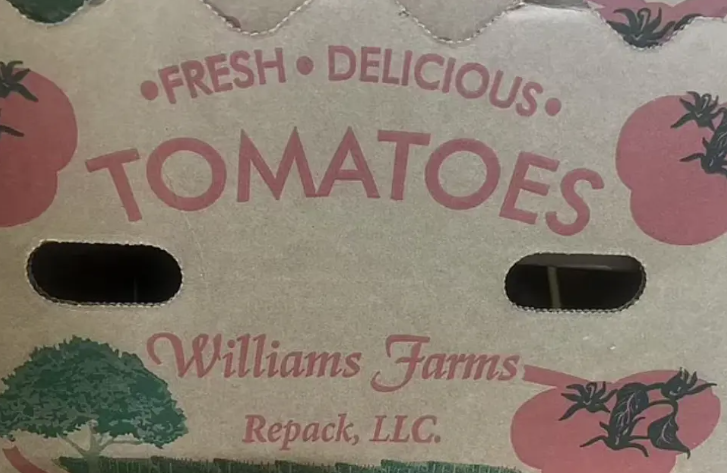 •FRESH • DELICIOUS•
TOMATOES
Williams Farms
Repack, LLC.